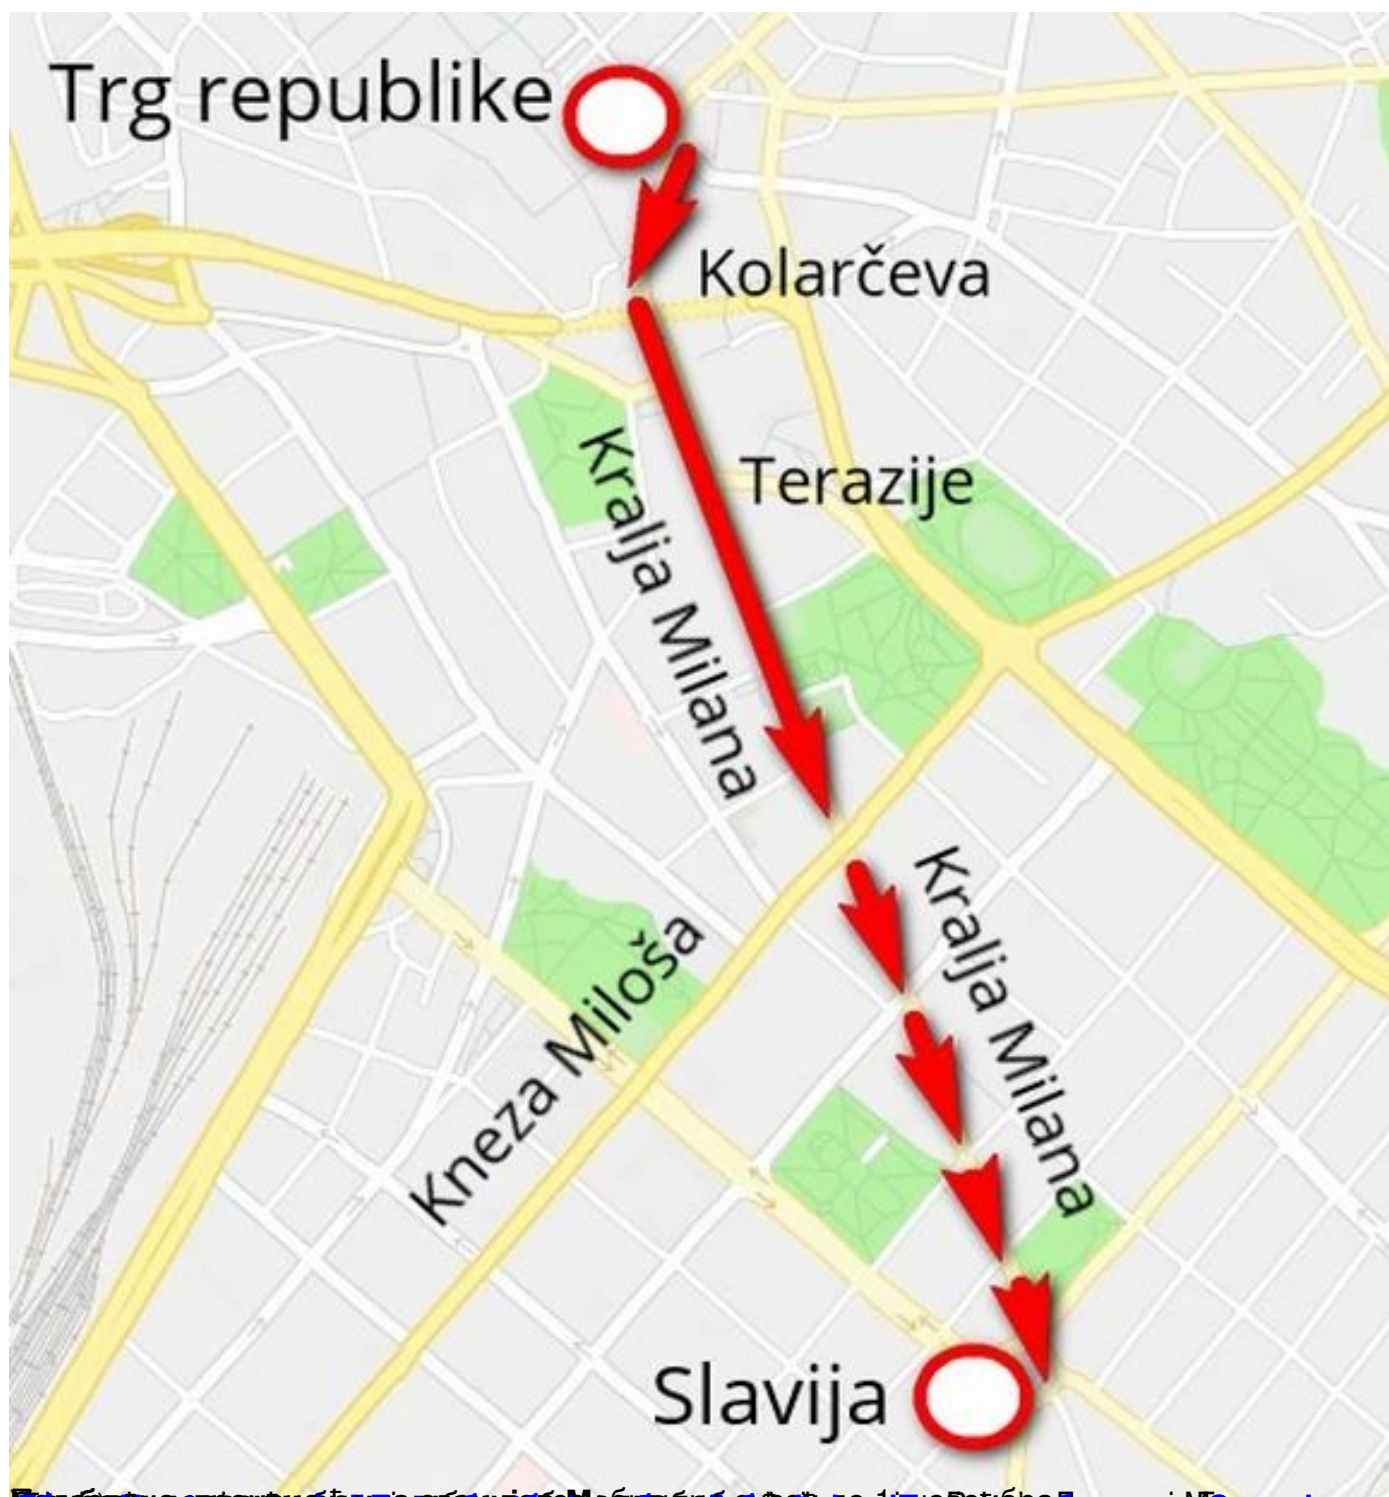 Trg republike
Kolarčeva
Terazije
Kralja Milana
Kralja Milana
Kneza Miloša
Slavija